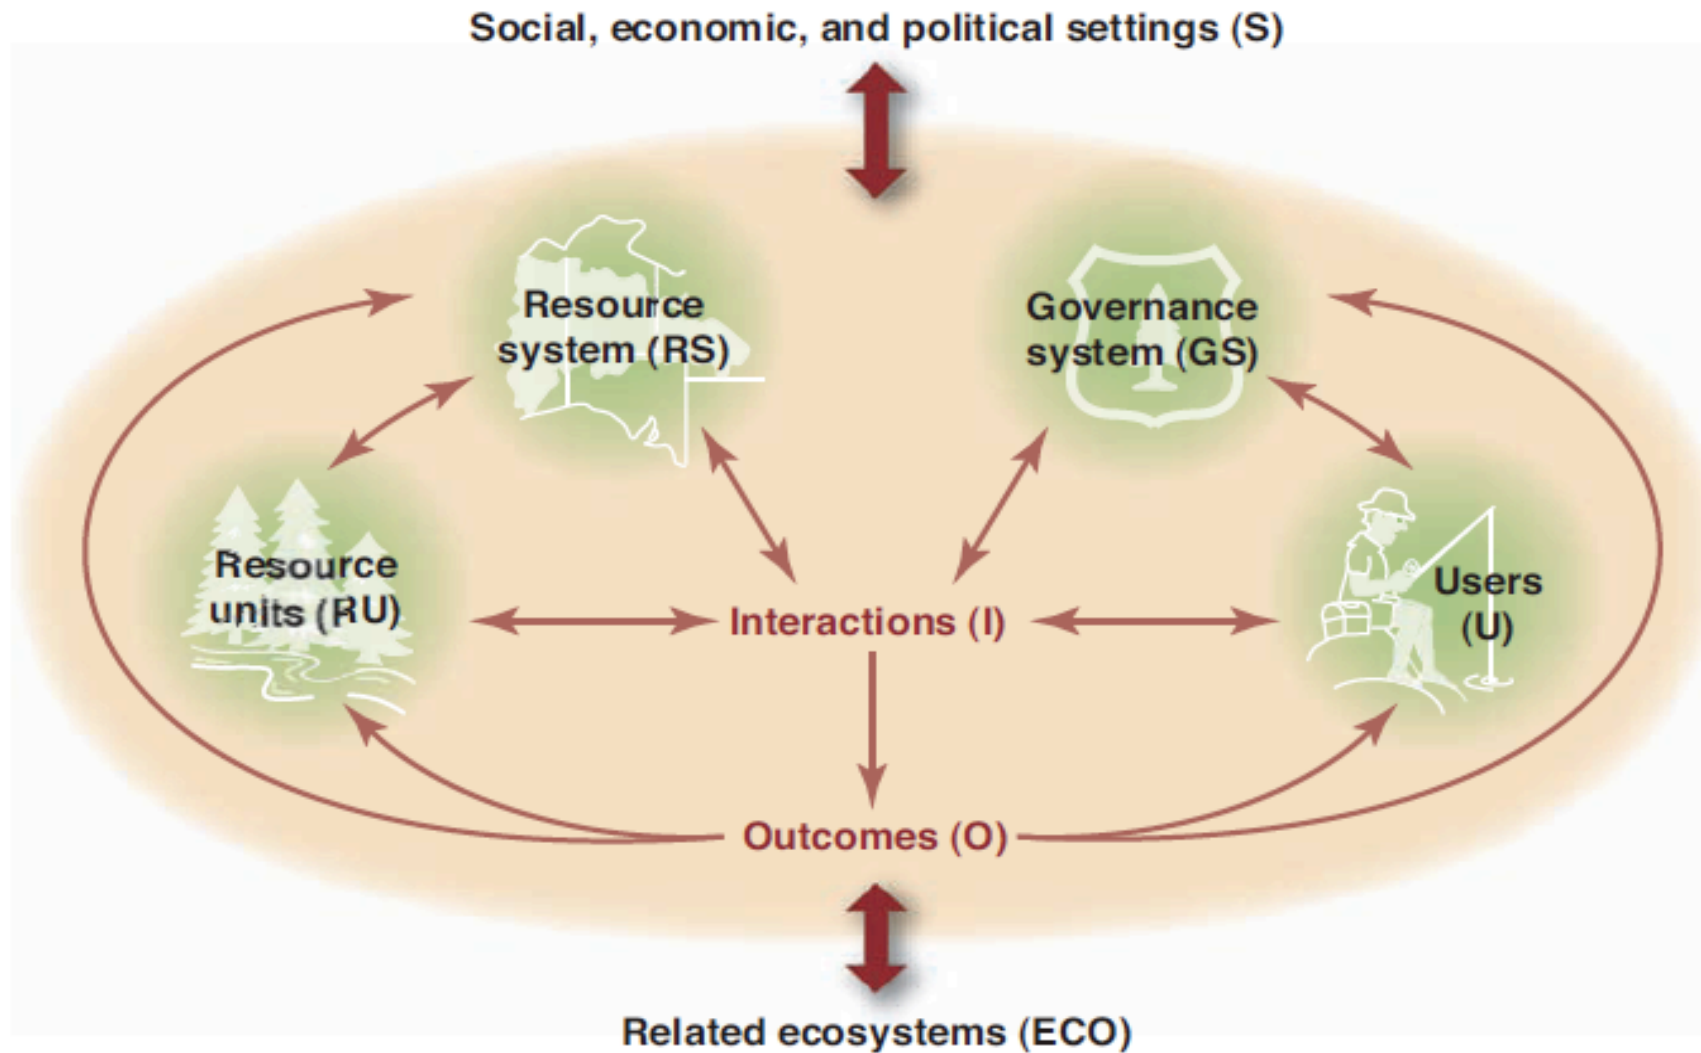 Social, economic, and political settings (S)
Resource
system (RS)
Governance
system (GS)
Resource
units (RU)
Interactions (I)
Users
(U)
Outcomes (O)
Related ecosystems (ECO)